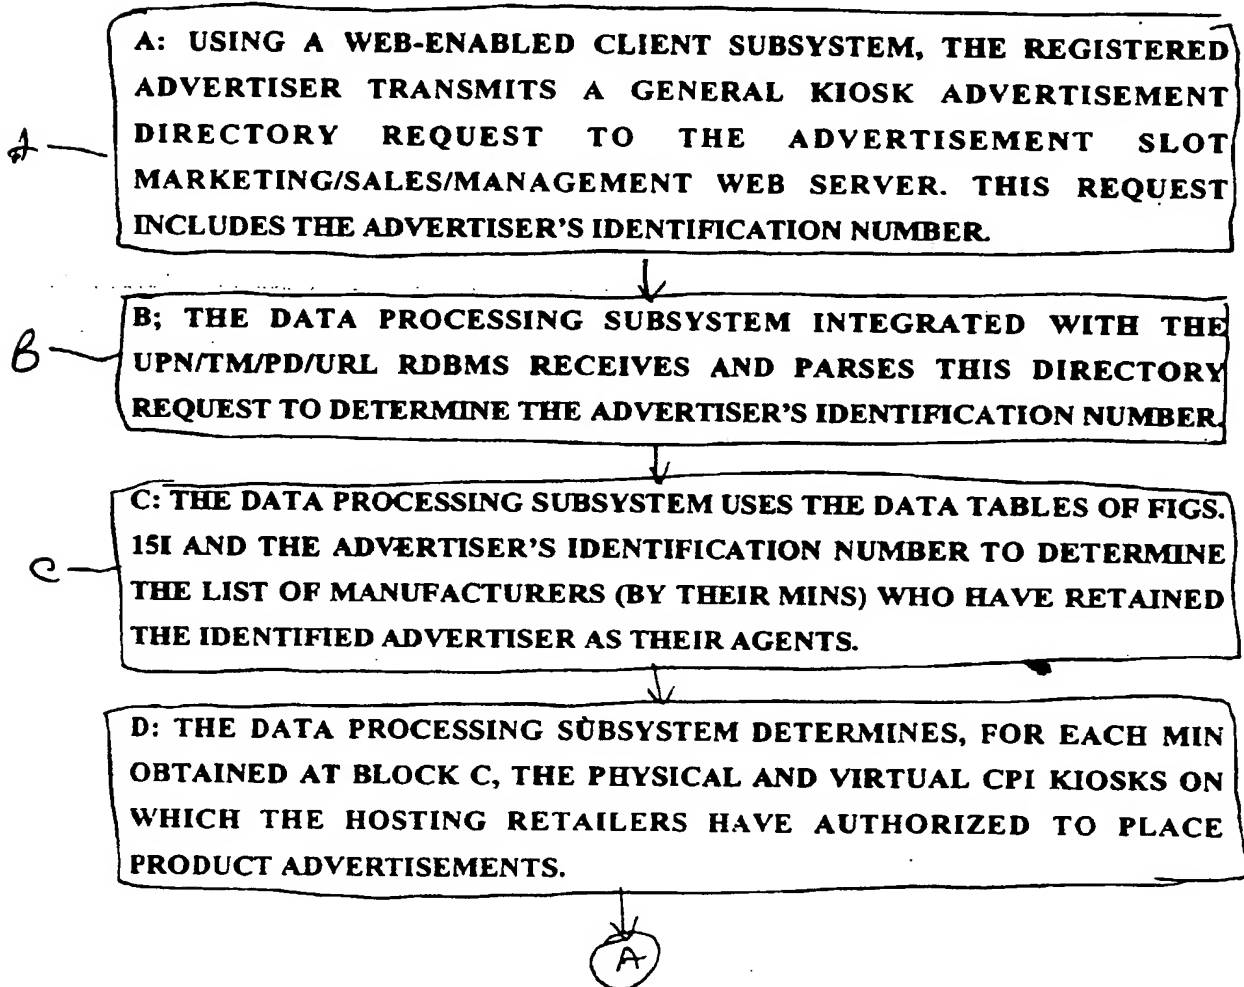 A: USING A WEB-ENABLED CLIENT SUBSYSTEM, THE REGISTERED
ADVERTISER TRANSMITS A GENERAL KIOSK ADVERTISEMENT
DIRECTORY REQUEST TO THE ADVERTISEMENT SLOT
MARKETING/SALES/MANAGEMENT WEB SERVER. THIS REQUEST
INCLUDES THE ADVERTISER'S IDENTIFICATION NUMBER.
B
B; THE DATA PROCESSING SUBSYSTEM INTEGRATED WITH THE
UPN/TM/PD/URL RDBMS RECEIVES AND PARSES THIS DIRECTORY
REQUEST TO DETERMINE THE ADVERTISER'S IDENTIFICATION NUMBER.
C
C: THE DATA PROCESSING SUBSYSTEM USES THE DATA TABLES OF FIGS.
15I AND THE ADVERTISER'S IDENTIFICATION NUMBER TO DETERMINE
THE LIST OF MANUFACTURERS (BY THEIR MINS) WHO HAVE RETAINED
THE IDENTIFIED ADVERTISER AS THEIR AGENTS.
D: THE DATA PROCESSING SUBSYSTEM DETERMINES, FOR EACH MIN
OBTAINED AT BLOCK C, THE PHYSICAL AND VIRTUAL CPI KIOSKS ON
WHICH THE HOSTING RETAILERS HAVE AUTHORIZED TO PLACE
PRODUCT ADVERTISEMENTS.
A